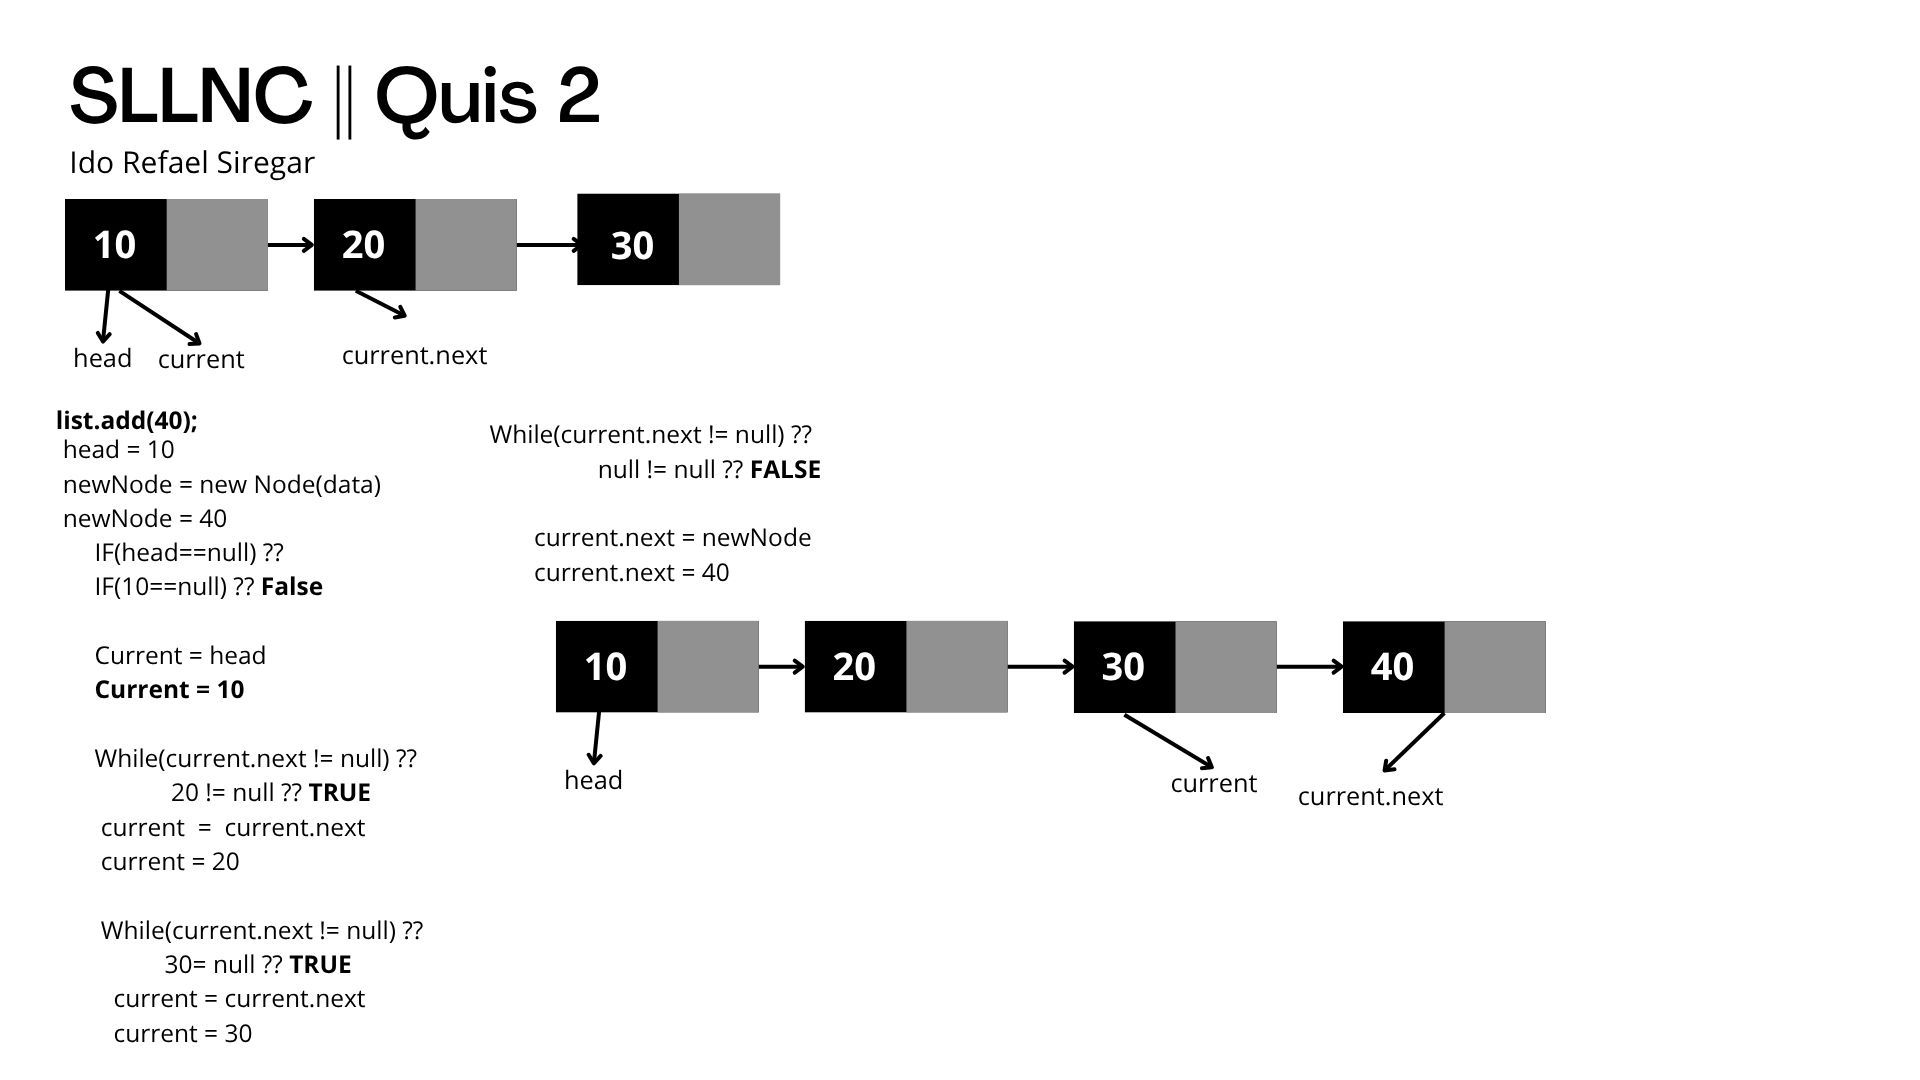 SLLNC || Quis 2
Ido Refael Siregar
10
20
30
head
current
current.next
list.add(40);
head = 10
newNode = new Node(data)
newNode = 40
IF(head==null) ??
IF(10==null) ?? False
Current = head
Current = 10
While(current.next != null) ??
20 != null ?? TRUE
current = current.next
current = 20
While(current.next != null) ??
30= null ?? TRUE
current = current.next
current = 30
While(current.next != null) ??
null != null ?? FALSE
current.next = newNode
current.next = 40
10
20
30
40
head
current
current.next